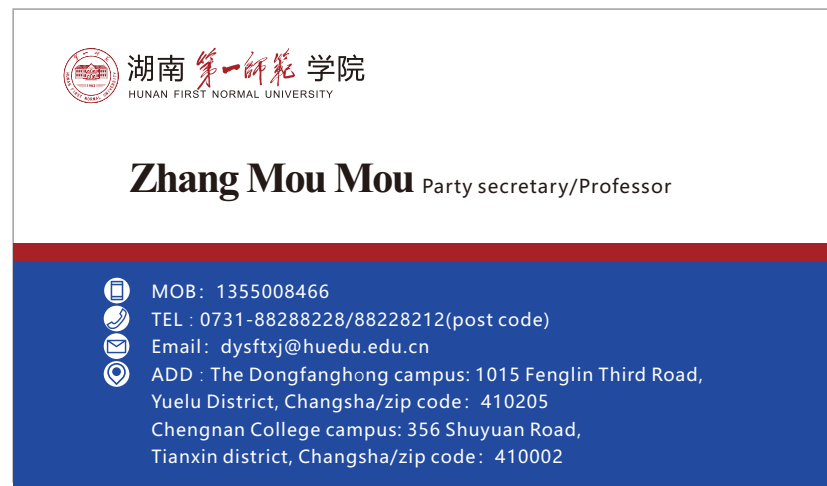 湖南第一师范学院
HUNAN FIRST NORMAL UNIVERSITY
Zhang Mou Mou Party secretary/Professor
MOB：1355008466
TEL：0731-88288228/88228212(post code)
Email：dysftxj@huedu.edu.cn
ADD：The Dongfanghong campus: 1015 Fenglin Third Road,
Yuelu District, Changsha/zip code：410205
Chengnan College campus: 356 Shuyuan Road,
Tianxin district, Changsha/zip code：410002